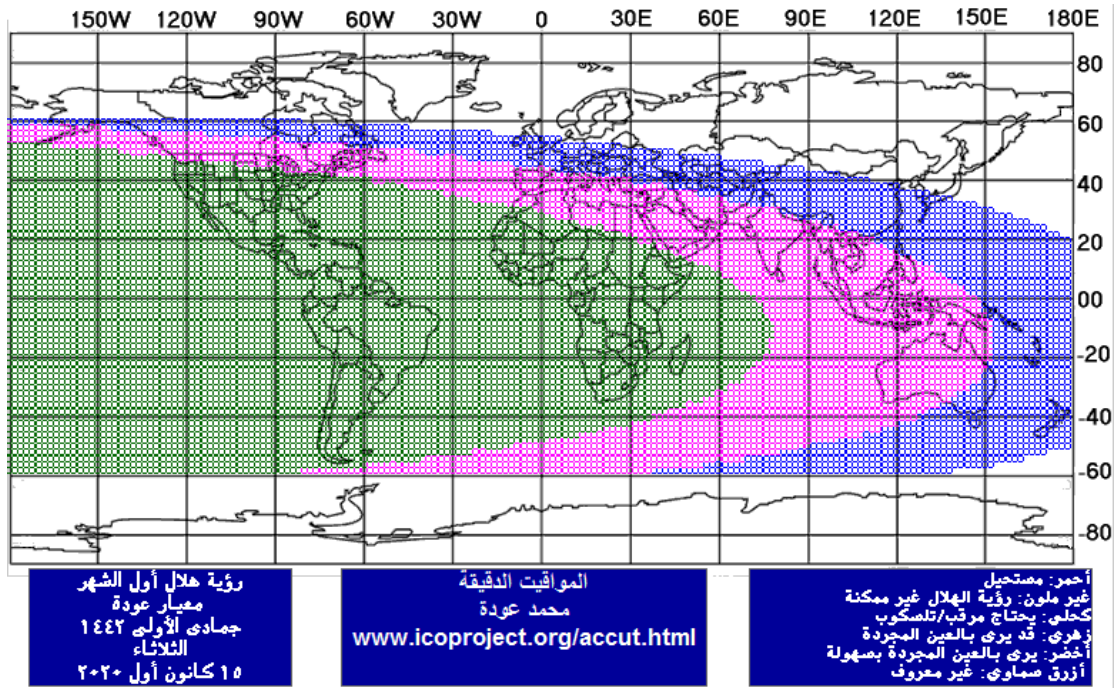 150W 120W 90W 60W 30W 0 30E 60E 90E 120E 150E 180E
80
60
40
20
00
-20
-40
-60
-80
رؤية هلال أول الشهر
معيار عودة
جمادى الأولى ١٤٤٢
الثلاثاء
١٥ كانون أول ٢٠٢٠
المواقيت الدقيقة
محمد عودة
www.icoproject.org/accut.html
أحمر: مستحيل
غير ملون: رؤية الهلال غير ممكنة
كحلي: يحتاج مرقب/تلسكوب
زهري: قد يرى بالعين المجردة
أخضر: يرى بالعين المجردة بسهولة
أزرق سماوي: غير معروف